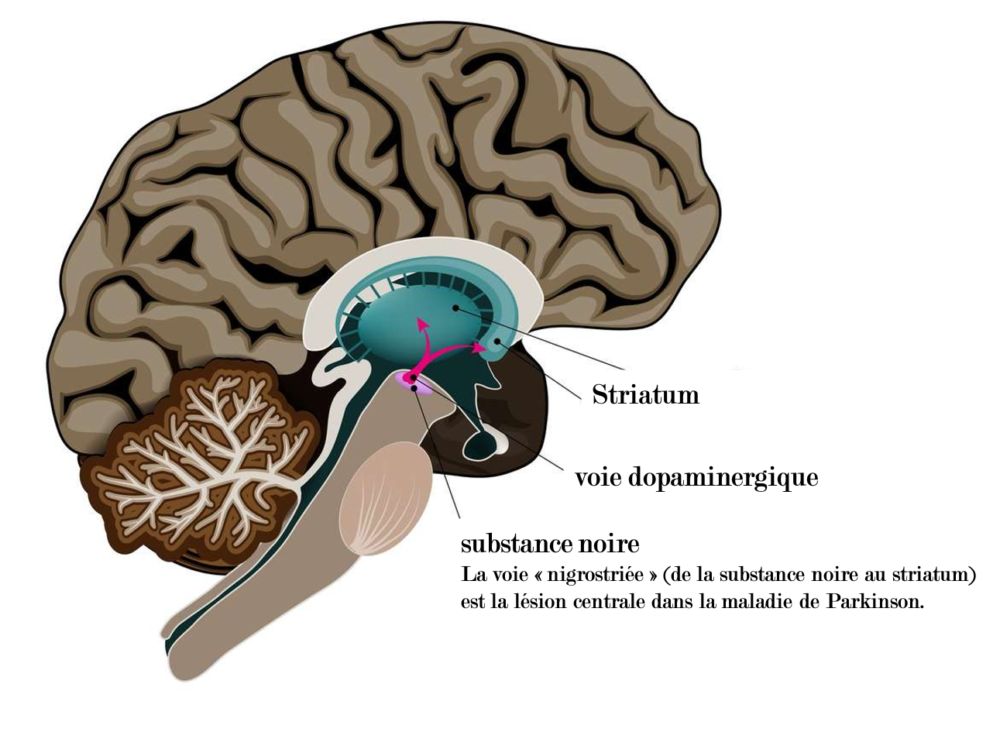 Striatum
voie dopaminergique
substance noire
La voie « nigrostriée » (de la substance noire au striatum)
est la lésion centrale dans la maladie de Parkinson.